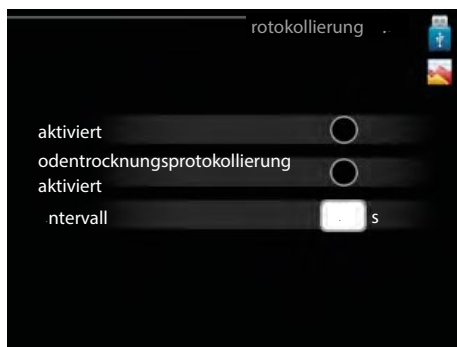 rotokollierung
aktiviert
odentrocknungsprotokollierung
aktiviert
ntervall s